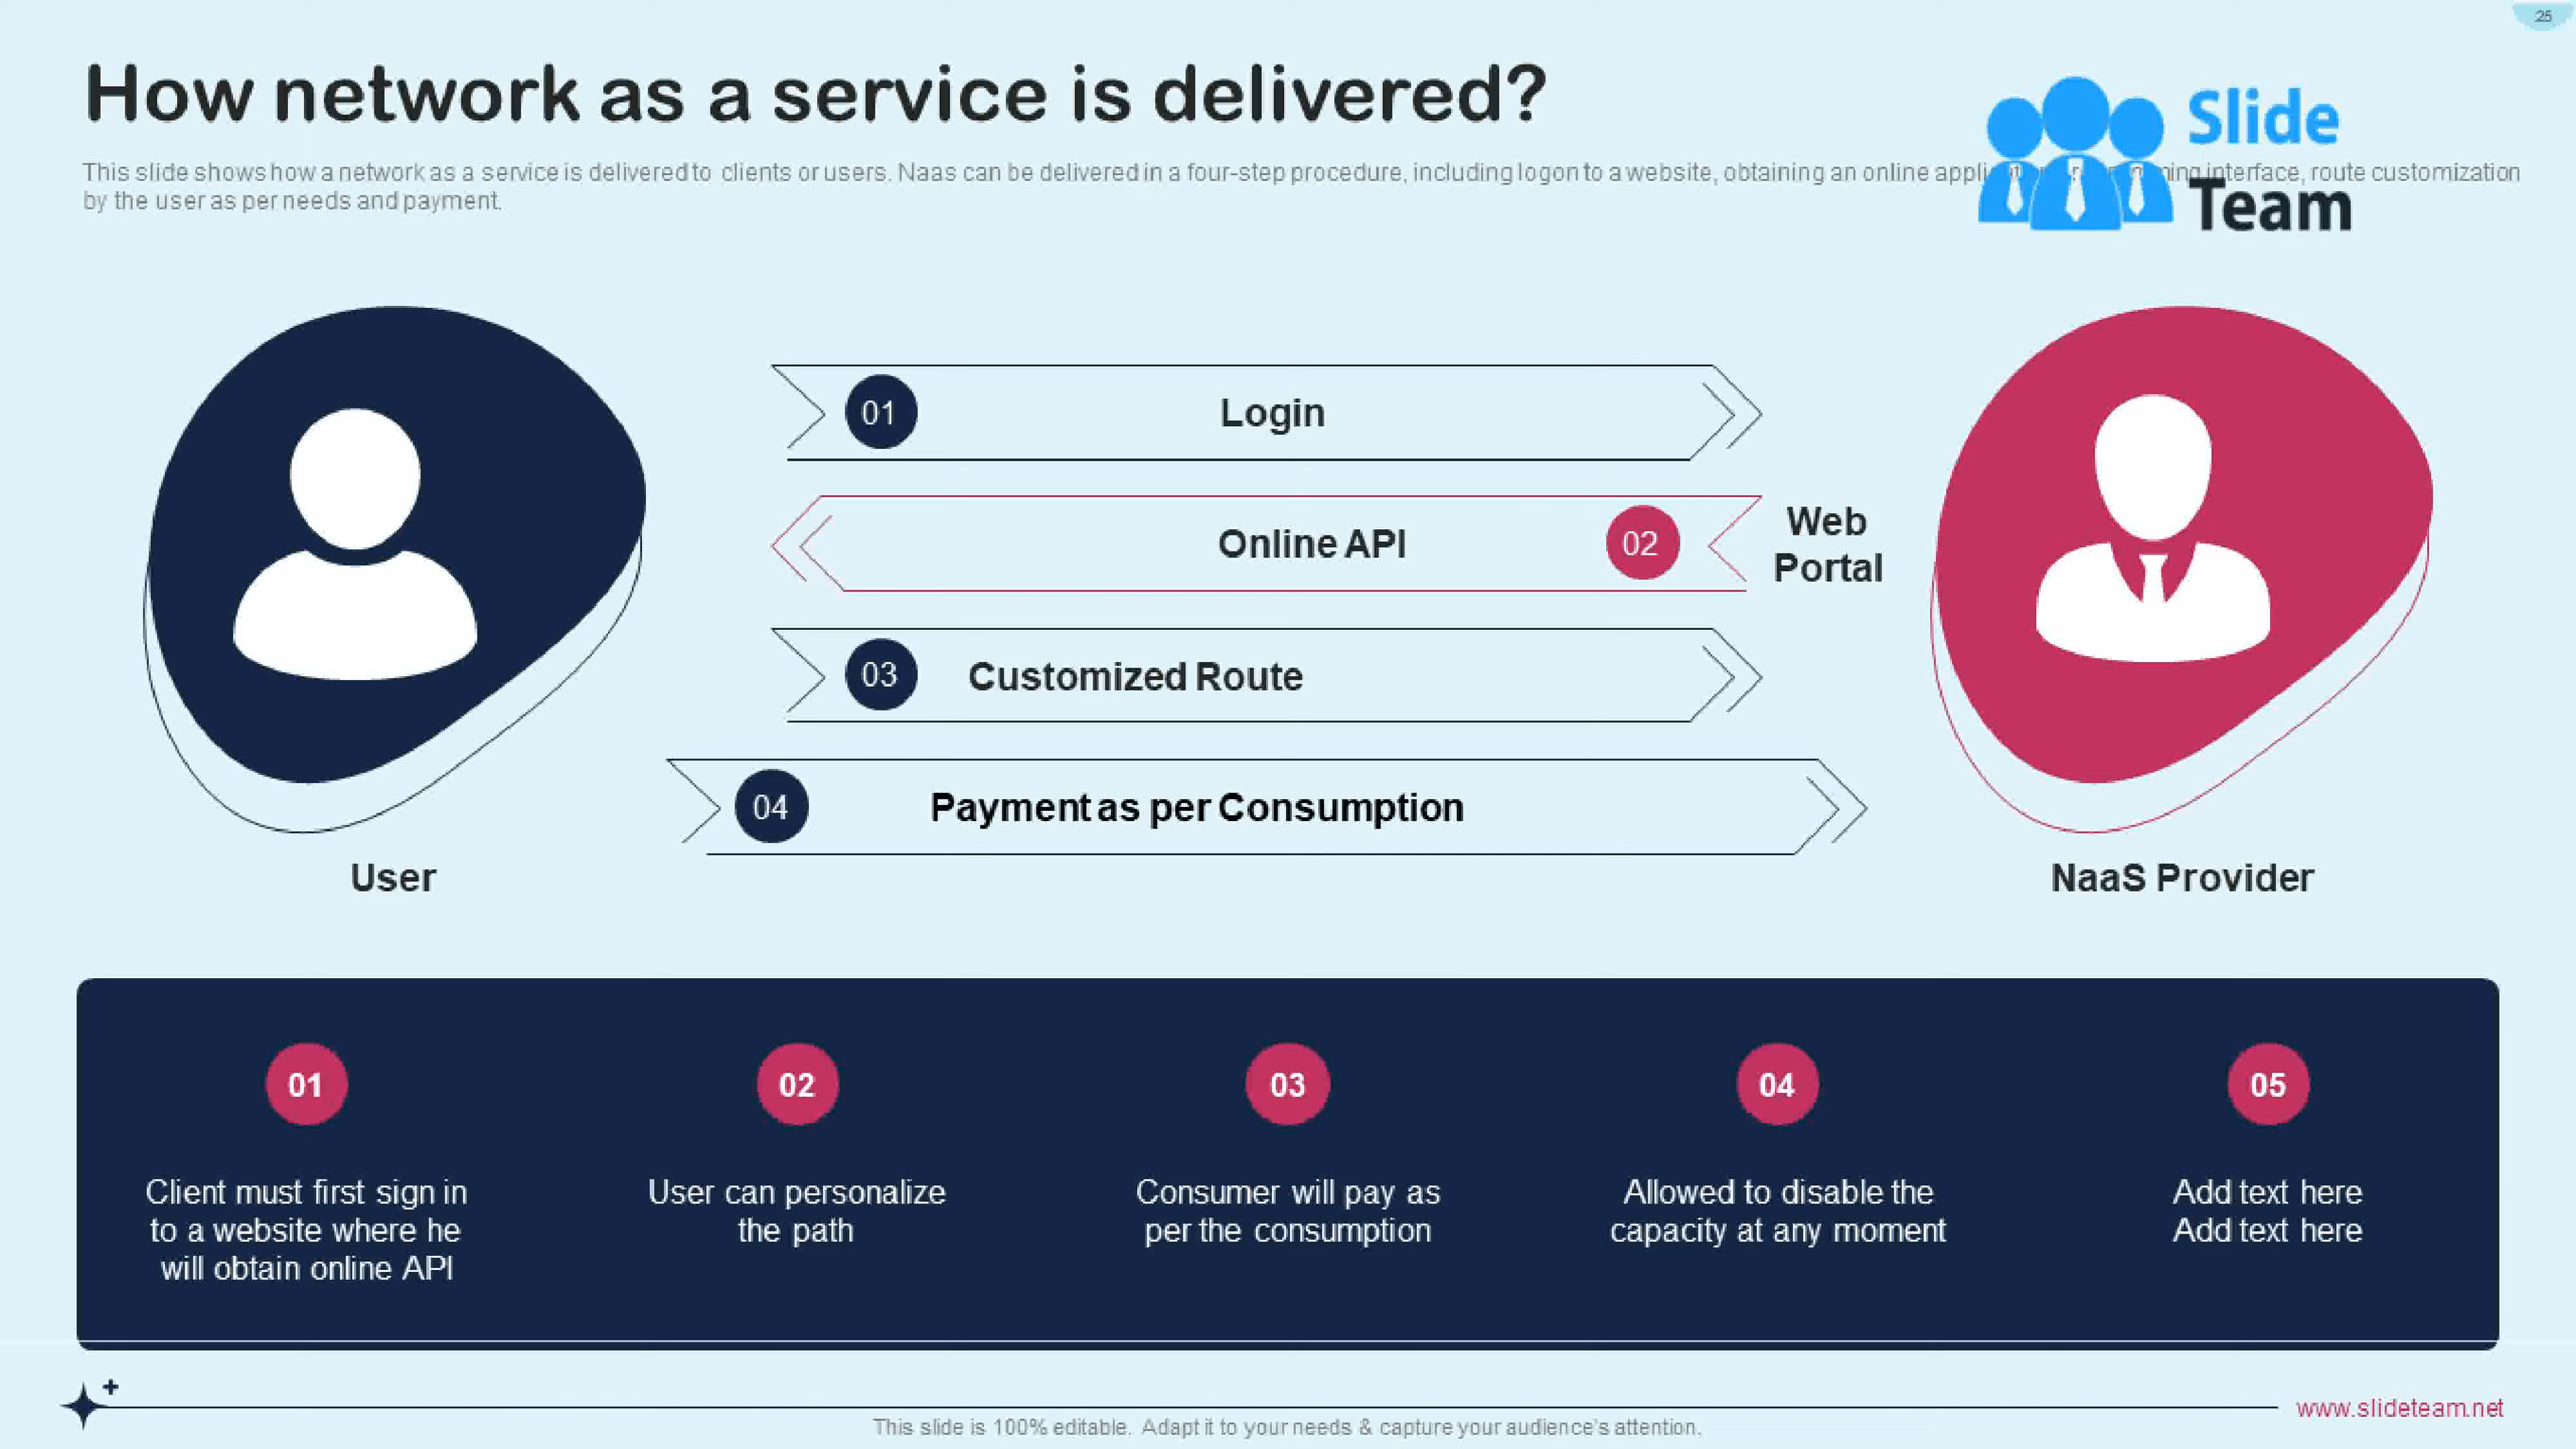 25
How network as a service is delivered?
Slide
Team
This slide shows how a network as a service is delivered to clients or users. Naas can be delivered in a four-step procedure, including logon to a website, obtaining an online interface, route customization
by the user as per needs and payment.
01 Login
Online API 02
Web
Portal
03 Customized Route
04 Payment as per Consumption
User
NaaS Provider
01
Client must first sign in
to a website where he
will obtain online API
02
User can personalize
the path
03
Consumer will pay as
per the consumption
04
Allowed to disable the
capacity at any moment
05
Add text here
Add text here
www.slideteam.net
This slide is 100% editable. Adapt it to your needs & capture your audience's attention.